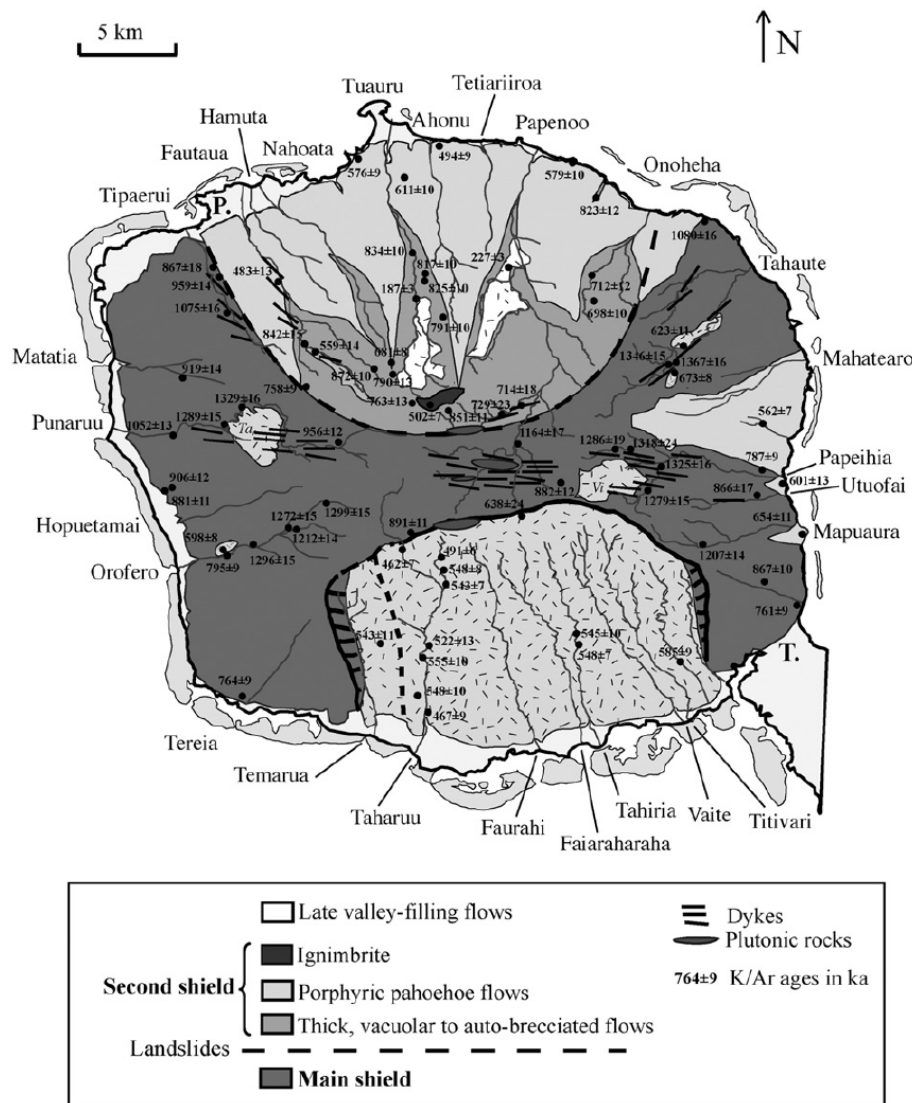 5 km
N
Tetiariiroa
Tuauru
Hamuta
Ahonu
Papenoo
Fautaua
Nahoata
Onoheha
494±9
576±9
579±10
Tipaerui
611±10
P.
823±12
1080±16
834±10
867±18
483±13
817±10
227±3
Tahaute
959±14
825±10
712±12
187±3
1075±16
698±10
791±10
623±11
842±15
559±14
Matatia
681±8
1346±15
1367±16
Mahatearo
919±14
872±10
790±13
673±8
758±9
714±18
1329±16
763±13
729±23
Punaruu
1289±15
502±7
851±11
562±7
1052±13
Ta
956±12
1164±17
1286±19
1318±24
787±9
Papeihia
906±12
1325±16
601±13
882±12
Vi
866±17
Utuofai
881±11
1279±15
1299±15
638±24
654±11
Hopuetamai
1272±15
891±11
Mapuaura
598±8
1212±14
491±6
1207±14
Orofero
795±9
1296±15
462±7
548±8
867±10
543±7
761±9
543±11
522±13
545±10
555±10
548±7
585±9
T.
764±9
548±10
467±9
Tereia
Temarua
Taharuu
Tahiria
Vaite
Titivari
Faurahi
Faiaraharaha
Late valley-filling flows
Dykes
Ignimbrite
Plutonic rocks
Second shield
Porphyric pahoehoe flows
764±9 K/Ar ages in ka
Thick, vacuolar to auto-brecciated flows
Landslides
Main shield